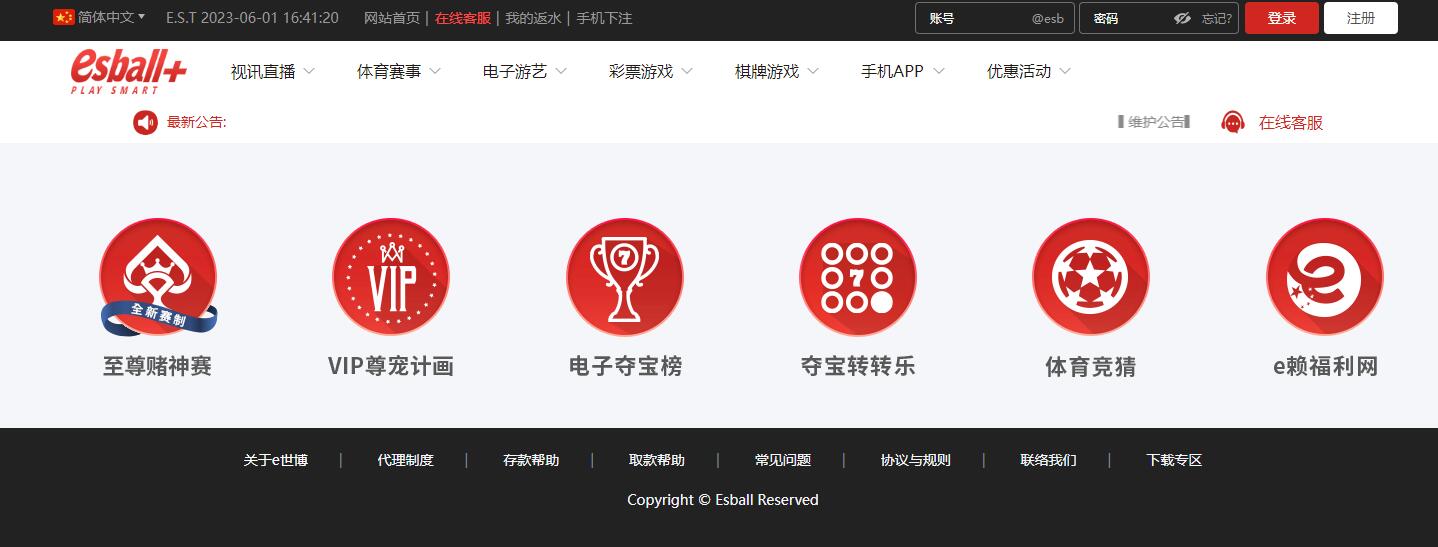 简体中文 E.S.T 2023-06-01 16:41:20 网站首页 | 在线客服 | 我的返水 | 手机下注 账号 @esb 密码 忘记? 登录 注册
esball+
PLAY SMART
视讯直播 体育赛事 电子游艺 彩票游戏 棋牌游戏 手机APP 优惠活动
最新公告: 维护公告 在线客服
VIP 7 7 e
全新赛制
至尊赌神赛 VIP尊宠计画 电子夺宝榜 夺宝转转乐 体育竞猜 e赖福利网
关于e世博 | 代理制度 | 存款帮助 | 取款帮助 | 常见问题 | 协议与规则 | 联络我们 | 下载专区
Copyright © Esball Reserved